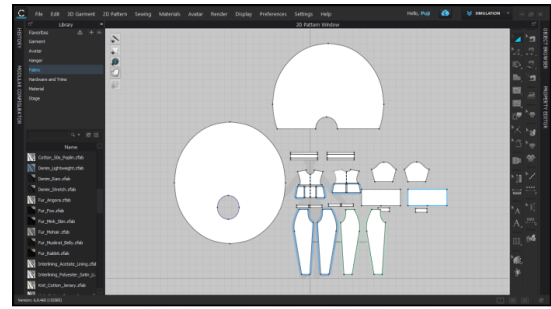 File Edit 3D Garment 2D Pattern Sewing Materials Avatar Render Display Preferences Settings Help
Hello, Puji
SIMULATION
Library
2D Pattern Window
Favorites
Garment
Avatar
Hanger
Fabric
Hardware and Trims
Material
Stage
HISTORY
MODULAR CONFIGURATOR
OBJECT BROWSER
PROPERTY EDITOR
Name
Cotton_50s_Poplin.zfab
Denim_Lightweight.zfab
Denim_Raw.zfab
Denim_Stretch.zfab
Fur_Angora.zfab
Fur_Fox.zfab
Fur_Mink_Skin.zfab
Fur_Mohair.zfab
Fur_Muskrat_Belly.zfab
Fur_Rabbit.zfab
Interlining_Acetate_Lining.zfab
Knit_Cotton_Jersey.zfab